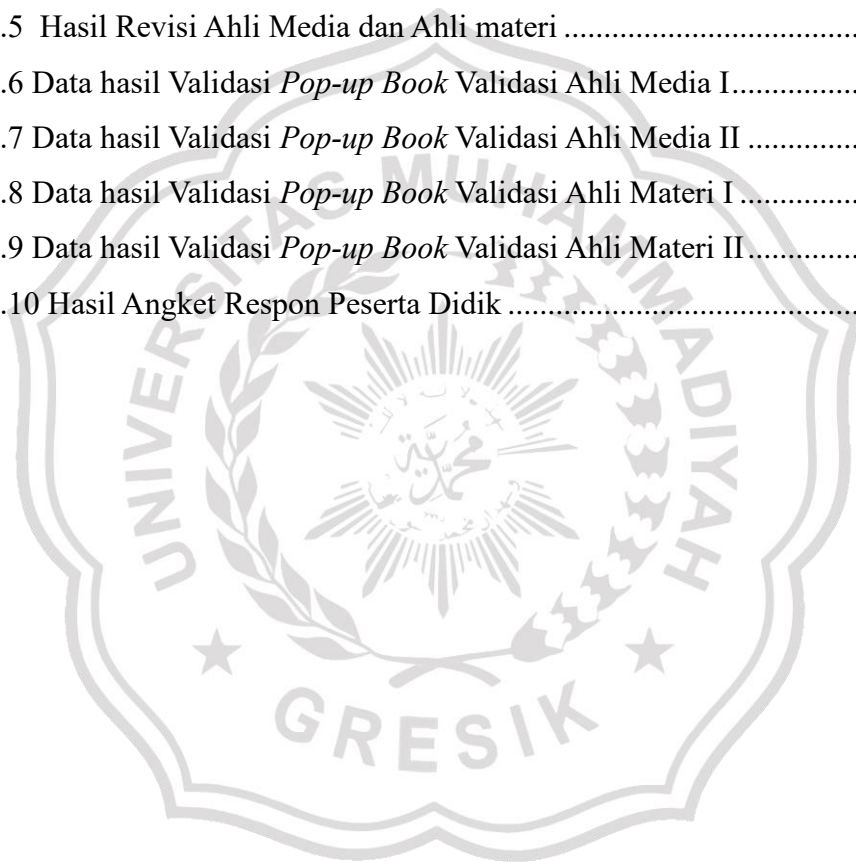 .5 Hasil Revisi Ahli Media dan Ahli materi ....................................
.6 Data hasil Validasi Pop-up Book Validasi Ahli Media I...............
.7 Data hasil Validasi Pop-up Book Validasi Ahli Media II ..............
.8 Data hasil Validasi Pop-up Book Validasi Ahli Materi I ...............
.9 Data hasil Validasi Pop-up Book Validasi Ahli Materi II..............
.10 Hasil Angket Respon Peserta Didik ...........................................
UNIVERSITAS MUHAMMADIYAH
محمدية
GRESIK